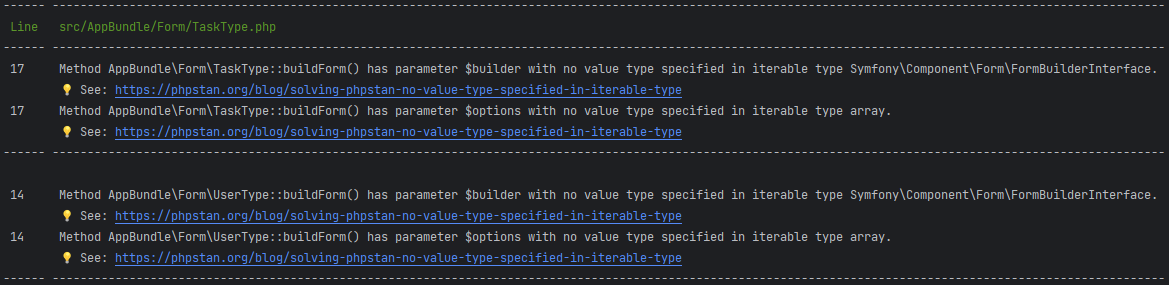 Line src/AppBundle/Form/TaskType.php
17 Method AppBundle\Form\TaskType::buildForm() has parameter $builder with no value type specified in iterable type Symfony\Component\Form\FormBuilderInterface.
💡 See: https://phpstan.org/blog/solving-phpstan-no-value-type-specified-in-iterable-type
17 Method AppBundle\Form\TaskType::buildForm() has parameter $options with no value type specified in iterable type array.
💡 See: https://phpstan.org/blog/solving-phpstan-no-value-type-specified-in-iterable-type
14 Method AppBundle\Form\UserType::buildForm() has parameter $builder with no value type specified in iterable type Symfony\Component\Form\FormBuilderInterface.
💡 See: https://phpstan.org/blog/solving-phpstan-no-value-type-specified-in-iterable-type
14 Method AppBundle\Form\UserType::buildForm() has parameter $options with no value type specified in iterable type array.
💡 See: https://phpstan.org/blog/solving-phpstan-no-value-type-specified-in-iterable-type